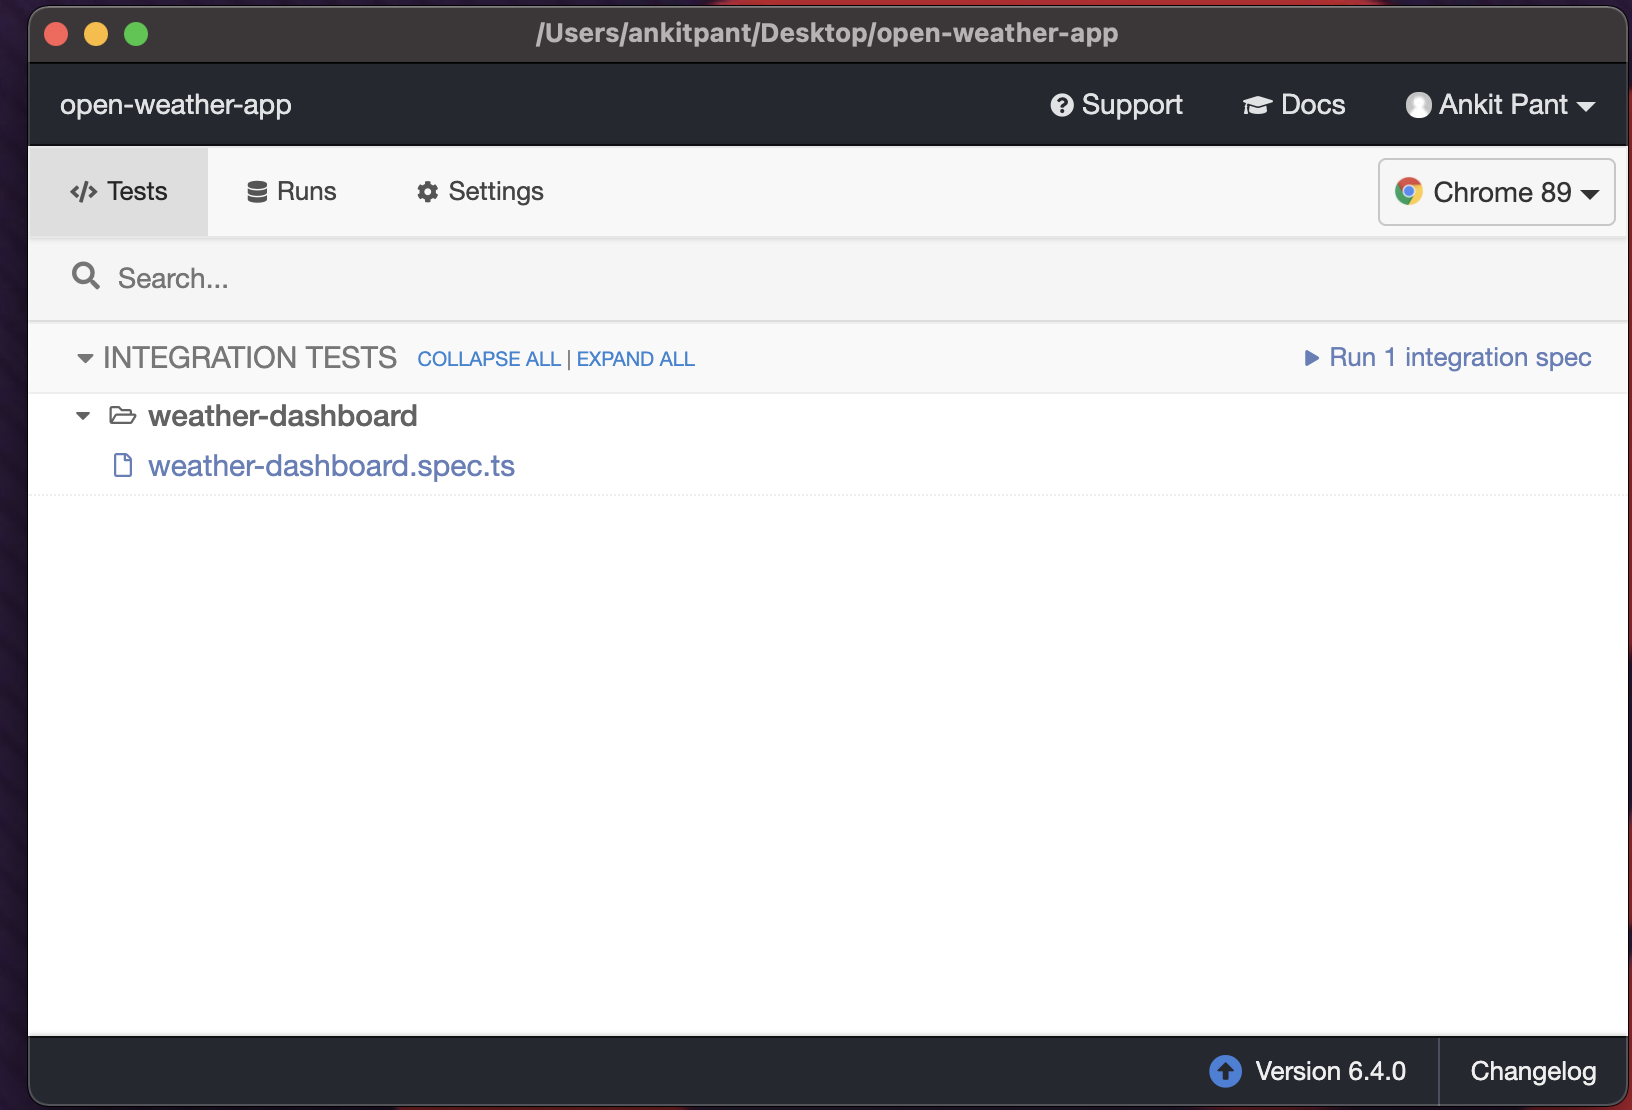 /Users/ankitpant/Desktop/open-weather-app
open-weather-app Support Docs Ankit Pant
Tests Runs Settings Chrome 89
Search...
INTEGRATION TESTS COLLAPSE ALL | EXPAND ALL Run 1 integration spec
weather-dashboard
weather-dashboard.spec.ts
Version 6.4.0 Changelog